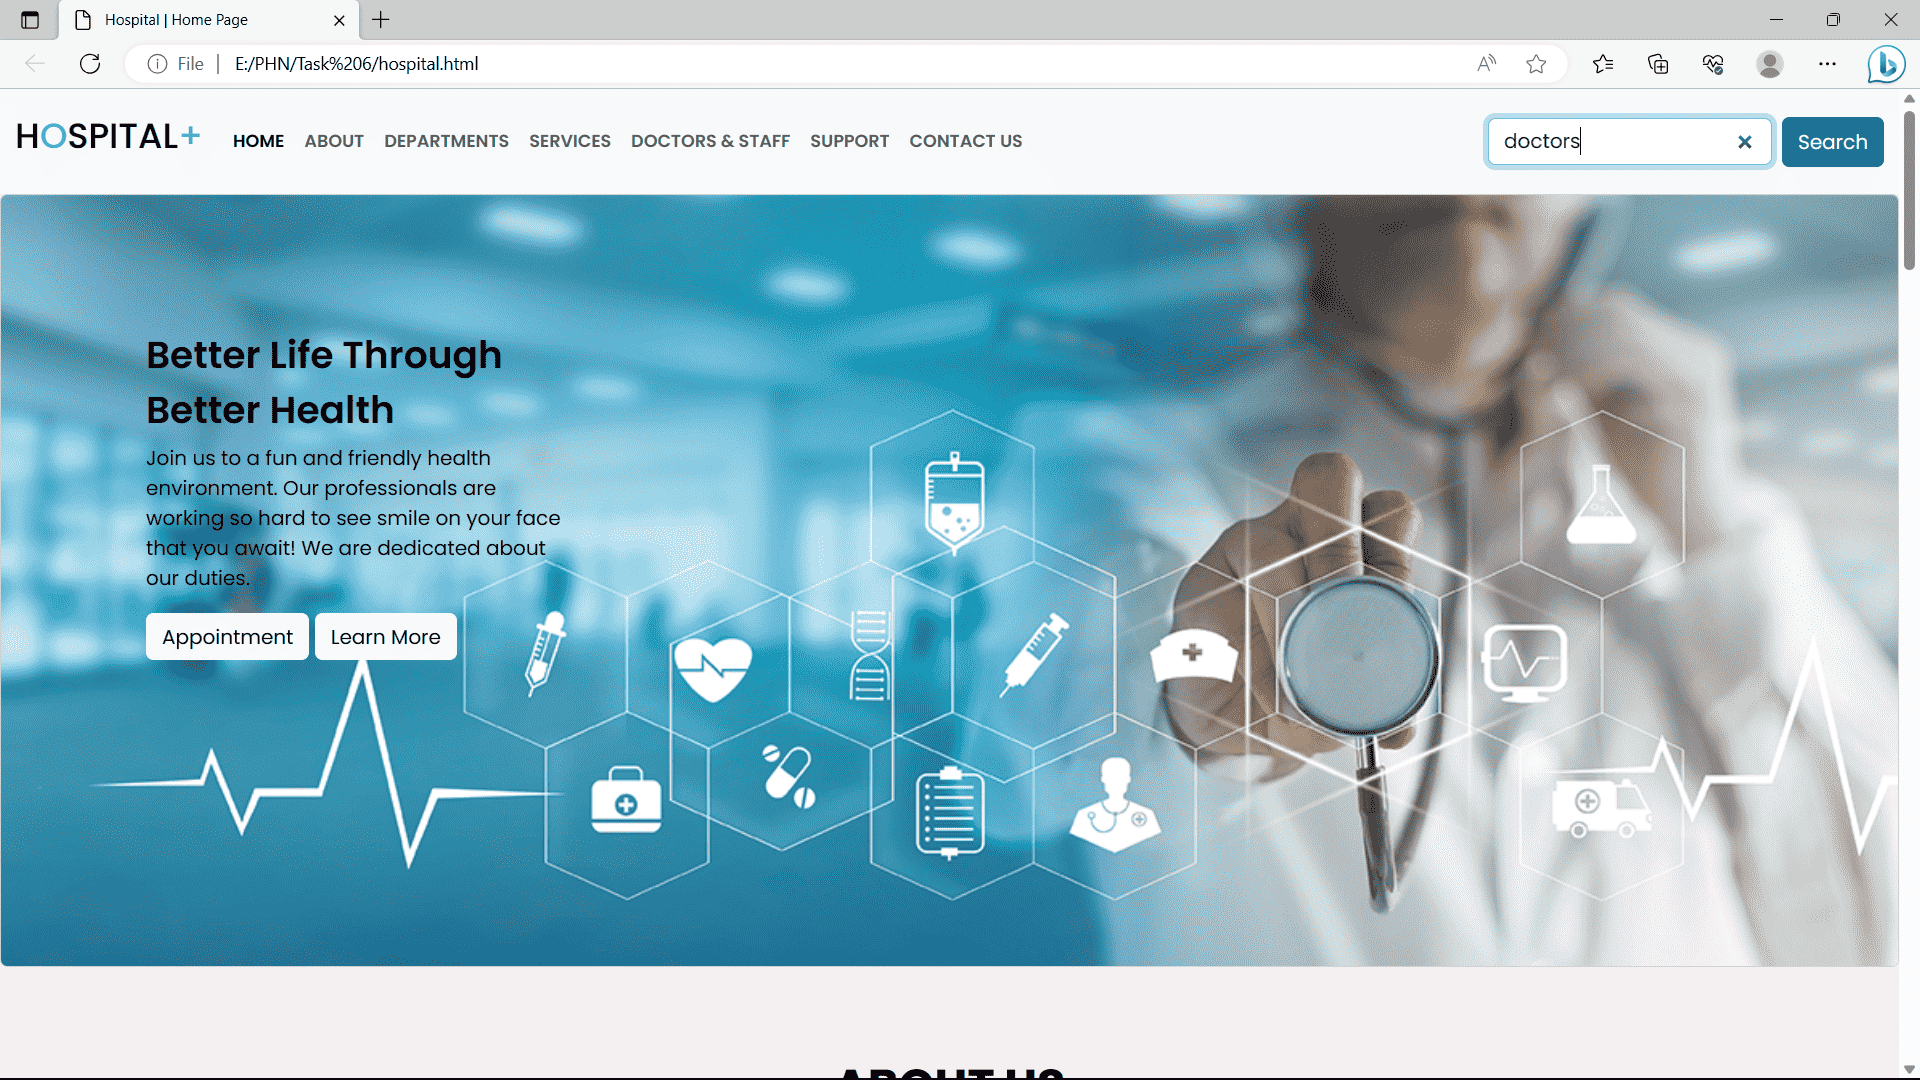 Hospital | Home Page
File
E:/PHN/Task%206/hospital.html
HOSPITAL+
HOME ABOUT DEPARTMENTS SERVICES DOCTORS & STAFF SUPPORT CONTACT US
doctors
Search
Better Life Through
Better Health
Join us to a fun and friendly health
environment. Our professionals are
working so hard to see smile on your face
that you await! We are dedicated about
our duties.
Appointment Learn More
ABOUT US